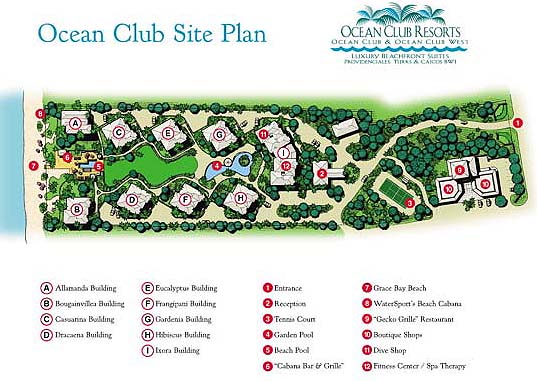 Ocean Club Site Plan
OCEAN CLUB RESORTS
OCEAN CLUB & OCEAN CLUB WEST
LUXURY BEACHFRONT SUITES
PROVIDENCIALES, TURKS & CAICOS BWI
8
A
C
E
G
11
1
6
7
5
4
I
12
2
9
10
10
B
D
F
H
3
A Allamanda Building
B Bougainvillea Building
C Casuarina Building
D Dracaena Building
E Eucalyptus Building
F Frangipani Building
G Gardenia Building
H Hibiscus Building
I Ixora Building
1 Entrance
2 Reception
3 Tennis Court
4 Garden Pool
5 Beach Pool
6 "Cabana Bar & Grille"
7 Grace Bay Beach
8 WaterSport's Beach Cabana
9 "Gecko Grille" Restaurant
10 Boutique Shops
11 Dive Shop
12 Fitness Center / Spa Therapy